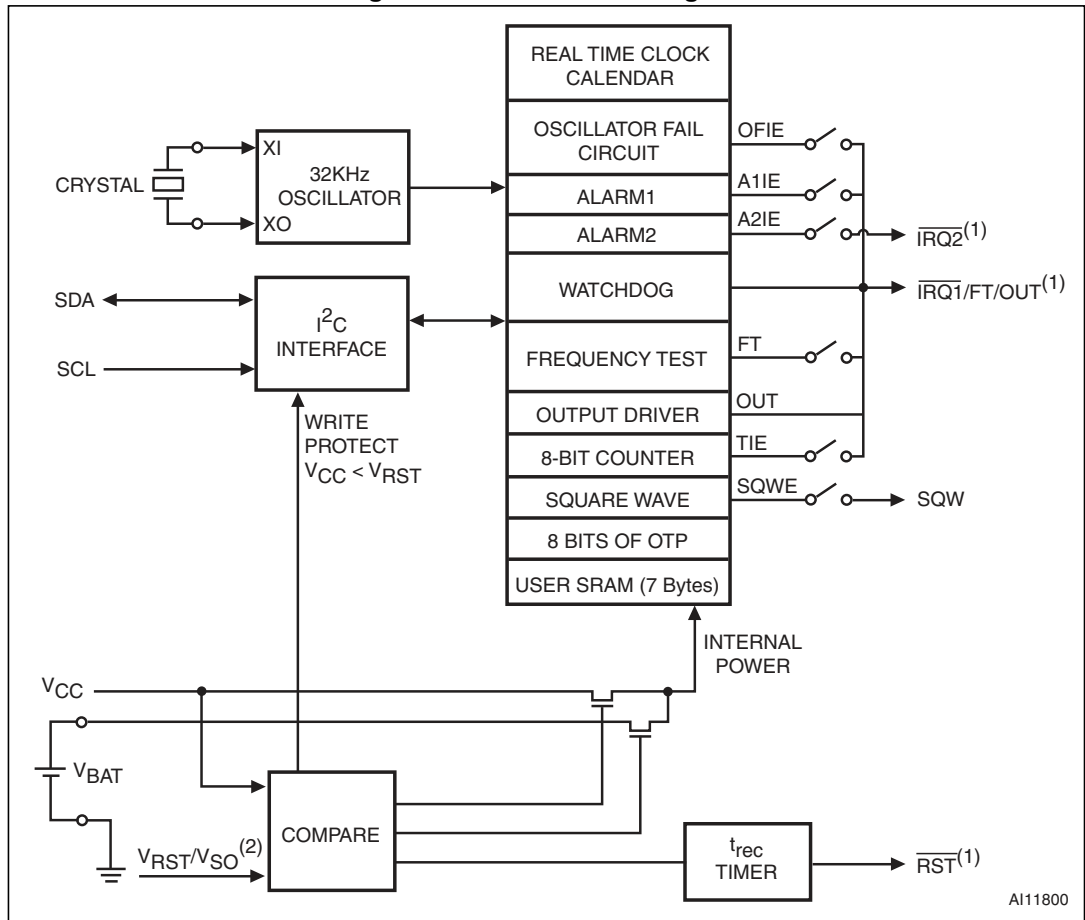 REAL TIME CLOCK
CALENDAR
OSCILLATOR FAIL
CIRCUIT
OFIE
CRYSTAL
XI
32KHz
OSCILLATOR
XO
ALARM1
A1IE
ALARM2
A2IE
IRQ2(1)
SDA
SCL
I2C
INTERFACE
WATCHDOG
IRQ1/FT/OUT(1)
FREQUENCY TEST
FT
OUTPUT DRIVER
OUT
WRITE
PROTECT
VCC < VRST
8-BIT COUNTER
TIE
SQUARE WAVE
SQWE
SQW
8 BITS OF OTP
USER SRAM (7 Bytes)
INTERNAL
POWER
VCC
VBAT
COMPARE
VRST/VSO(2)
trec
TIMER
RST(1)
AI11800